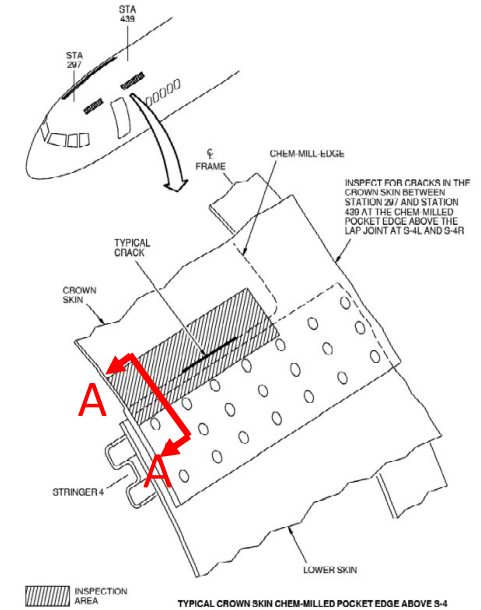 STA
439
STA
297
℄
FRAME
CHEM-MILL-EDGE
INSPECT FOR CRACKS IN THE
CROWN SKIN BETWEEN
STATION 297 AND STATION
439 AT THE CHEM-MILLED
POCKET EDGE ABOVE THE
LAP JOINT AT S-4L AND S-4R
TYPICAL
CRACK
CROWN
SKIN
A
A
STRINGER 4
LOWER SKIN
INSPECTION
AREA
TYPICAL CROWN SKIN CHEM-MILLED POCKET EDGE ABOVE S-4